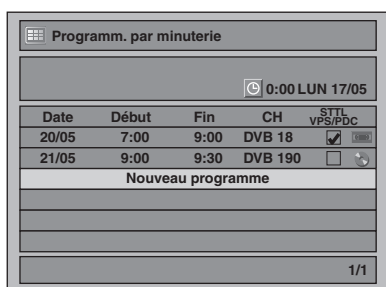 Programm. par minuterie
0:00 LUN 17/05
Date Début Fin CH STTL VPS/PDC
20/05 7:00 9:00 DVB 18
21/05 9:00 9:30 DVB 190
Nouveau programme
1/1